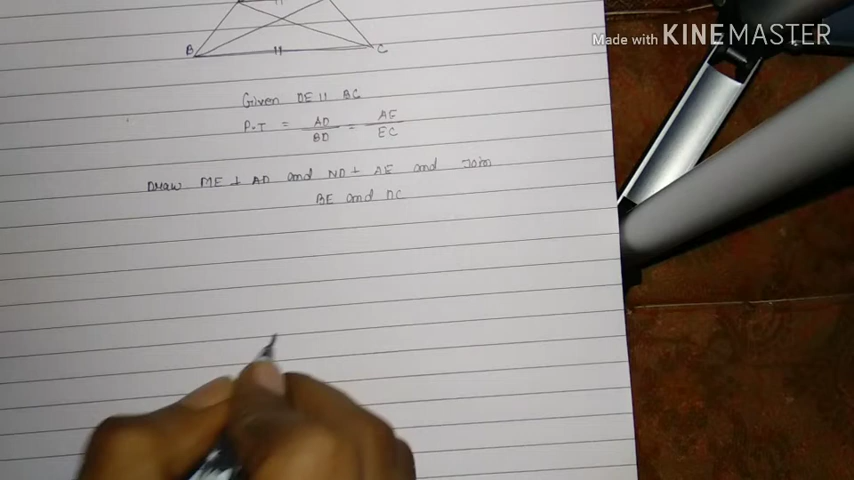 Made with KINEMASTER
B C
Given DE || BC
P.T = AD/BD = AE/EC
Draw ME ⊥ AD and ND ⊥ AE and Join
BE and DC